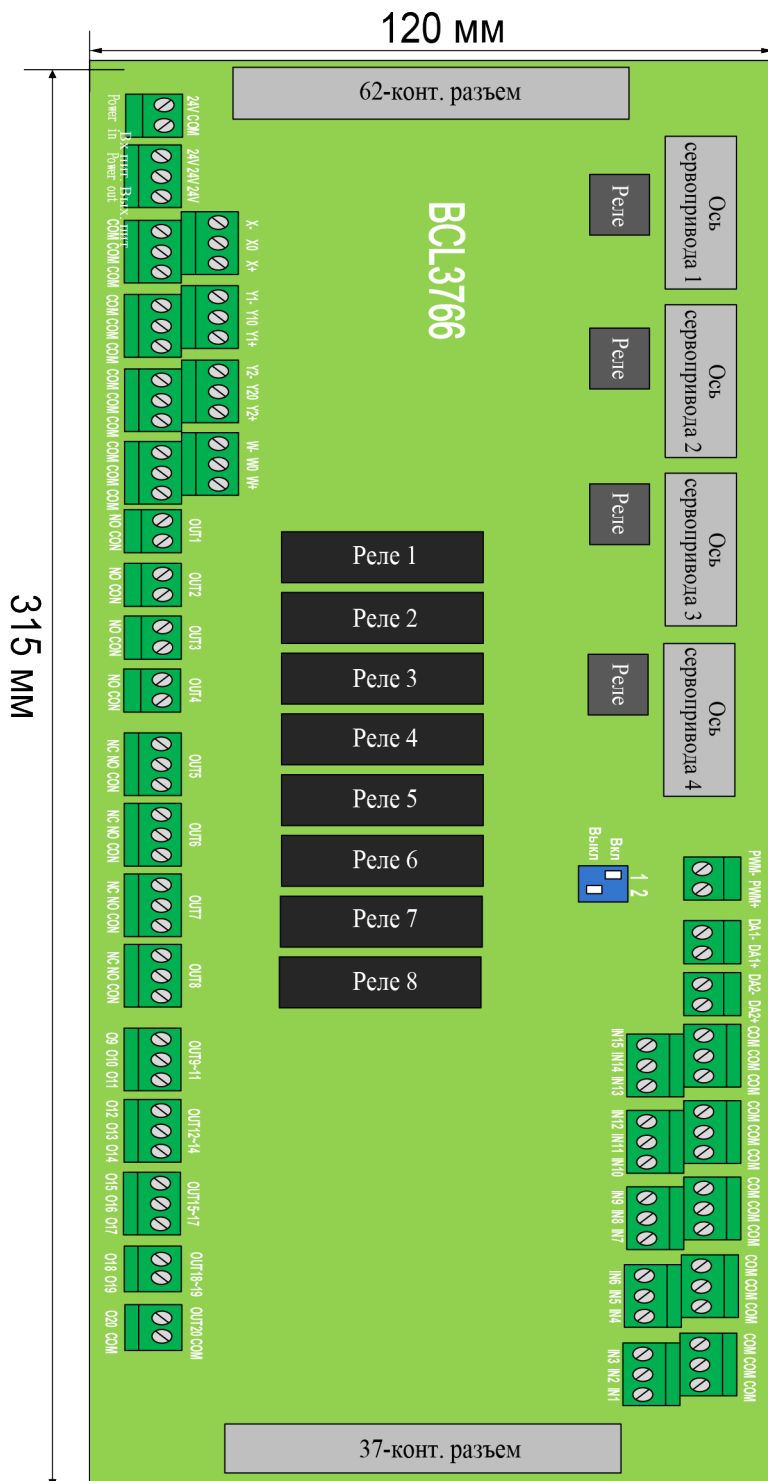 120 мм
315 мм
62-конт. разъем
24V COM
Power in
Вх пит. Вых. пит
24V 24V 24V
Power out
X- X0 X+
COM COM COM
Y1- Y10 Y1+
COM COM COM
Y2- Y20 Y2+
COM COM COM
W- W0 W+
COM COM COM
BCL3766
Реле
Ось
сервопривода 1
Реле
Ось
сервопривода 2
Реле
Ось
сервопривода 3
Реле
Ось
сервопривода 4
OUT1
NO CON
OUT2
NO CON
OUT3
NO CON
OUT4
NO CON
OUT5
NC NO CON
OUT6
NC NO CON
OUT7
NC NO CON
OUT8
NC NO CON
Реле 1
Реле 2
Реле 3
Реле 4
Реле 5
Реле 6
Реле 7
Реле 8
1 2
Вкл
Выкл
PWM- PWM+
DA1- DA1+
DA2- DA2+
COM COM COM
IN15 IN14 IN13
COM COM COM
IN12 IN11 IN10
COM COM COM
IN9 IN8 IN7
COM COM COM
IN6 IN5 IN4
COM COM COM
IN3 IN2 IN1
OUT9~11
O9 O10 O11
OUT12~14
O12 O13 O14
OUT15~17
O15 O16 O17
OUT18~19
O18 O19
OUT20 COM
O20 COM
37-конт. разъем